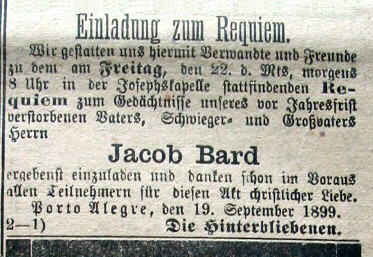 Einladung zum Requiem.
Wir gestatten uns hiermit Verwandte und Freunde
zu dem am Freitag, den 22. d. Mts, morgens
8 Uhr in der Josephskapelle stattfindenden Re-
quiem zum Gedächtnisse unseres vor Jahresfrist
verstorbenen Vaters, Schwieger- und Großvaters
Herrn
Jacob Bard
ergebenst einzuladen und danken schon im Voraus
allen Teilnehmern für diesen Akt christlicher Liebe.
Porto Alegre, den 19. September 1899.
2—1) Die Hinterbliebenen.